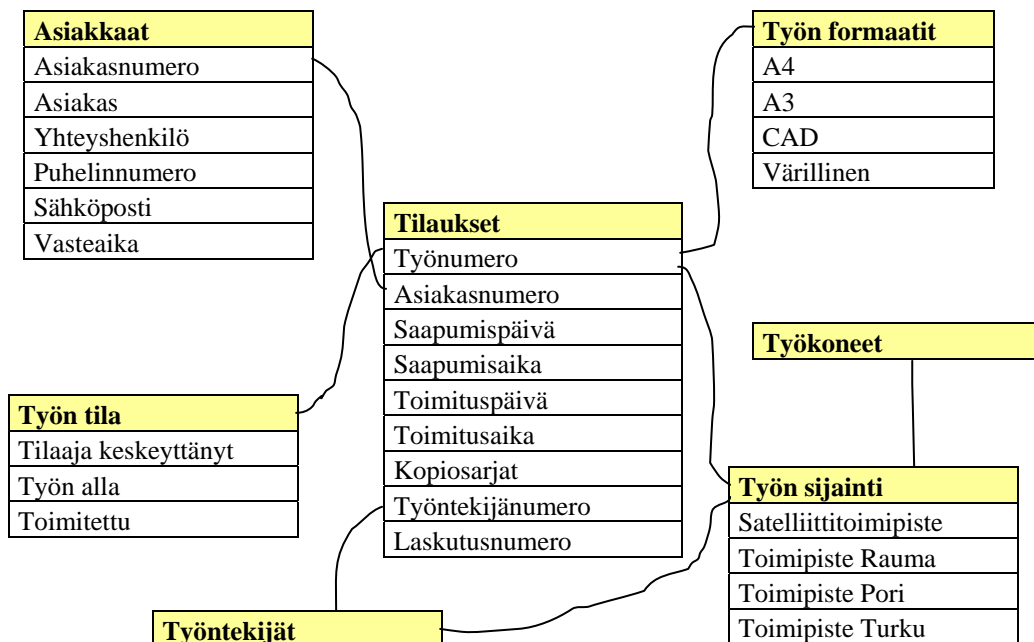 Asiakkaat
Asiakasnumero
Asiakas
Yhteyshenkilö
Puhelinnumero
Sähköposti
Vasteaika
Työn formaatit
A4
A3
CAD
Värillinen
Tilaukset
Työnumero
Asiakasnumero
Saapumispäivä
Saapumisaika
Toimituspäivä
Toimitusaika
Kopiosarjat
Työntekijänumero
Laskutusnumero
Työkoneet
Työn tila
Tilaaja keskeyttänyt
Työn alla
Toimitettu
Työn sijainti
Satelliittitoimipiste
Toimipiste Rauma
Toimipiste Pori
Toimipiste Turku
Työntekijät